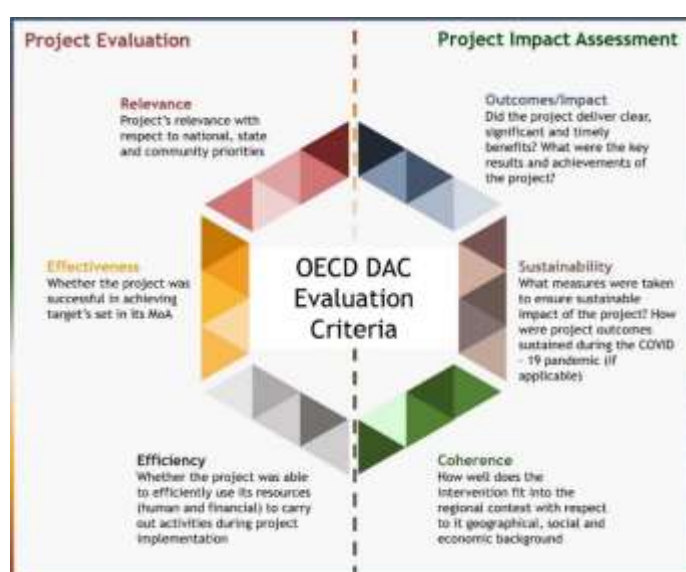 Project Evaluation
Project Impact Assessment
Relevance
Project's relevance with
respect to national, state
and community priorities
Outcomes/Impact
Did the project deliver clear,
significant and timely
benefits? What were the key
results and achievements of
the project?
Effectiveness
Whether the project was
successful in achieving
target's set in its MoA
OECD DAC
Evaluation
Criteria
Sustainability
What measures were taken
to ensure sustainable
impact of the project? How
were project outcomes
sustained during the COVID
- 19 pandemic (if
applicable)
Efficiency
Whether the project was able
to efficiently use its resources
(human and financial) to carry
out activities during project
implementation
Coherence
How well does the
intervention fit into the
regional context with respect
to it geographical, social and
economic background